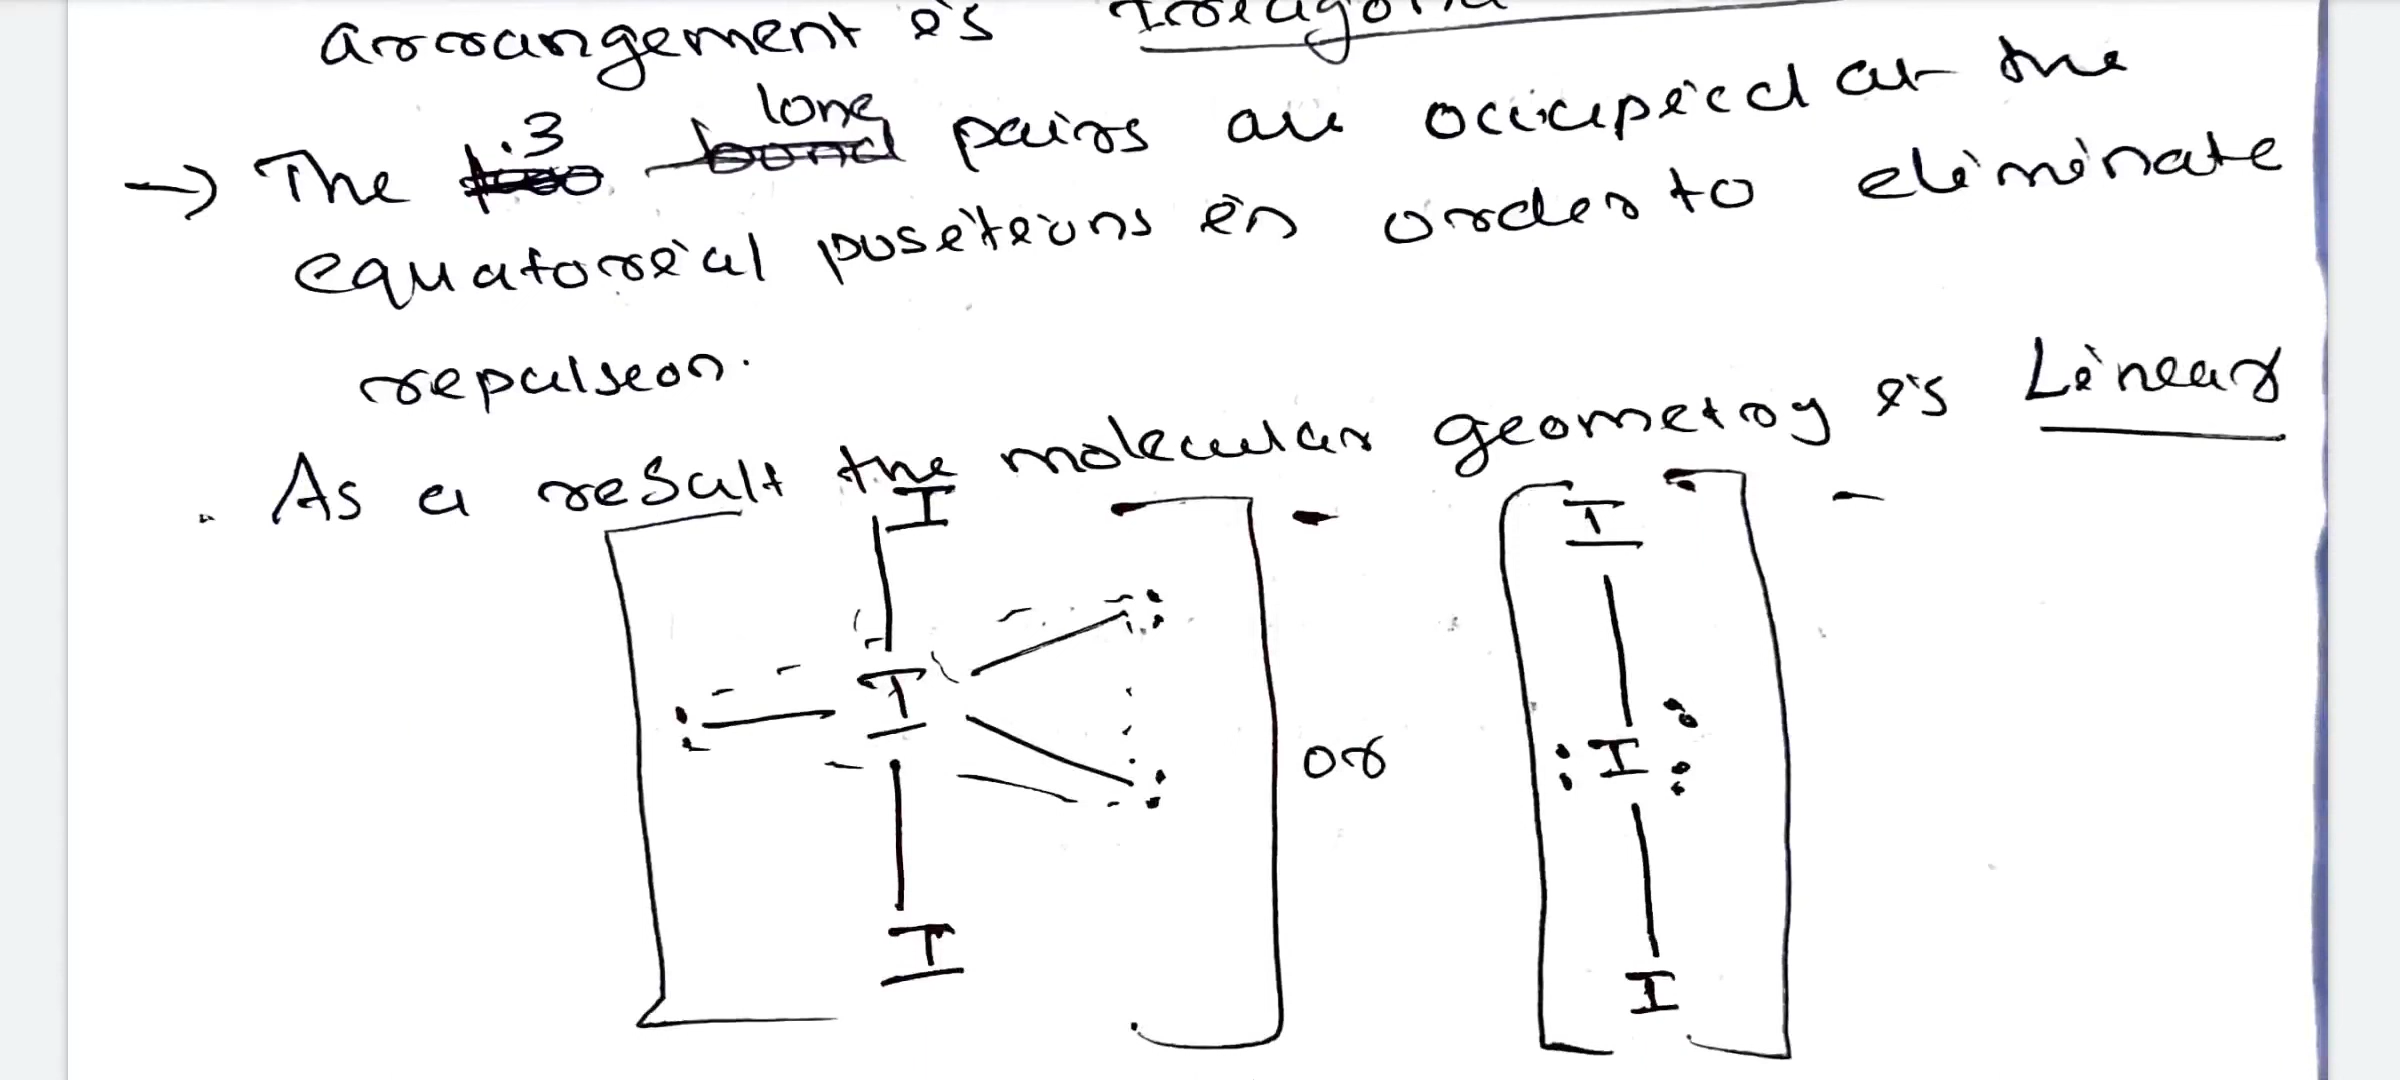 arrangement is
→ The 3 lone pairs are occupied at the
equatorial positions in order to eliminate
repulsion.
As a result the molecular geometry is Linear
I I
- -
: I : : or : I : :
I I